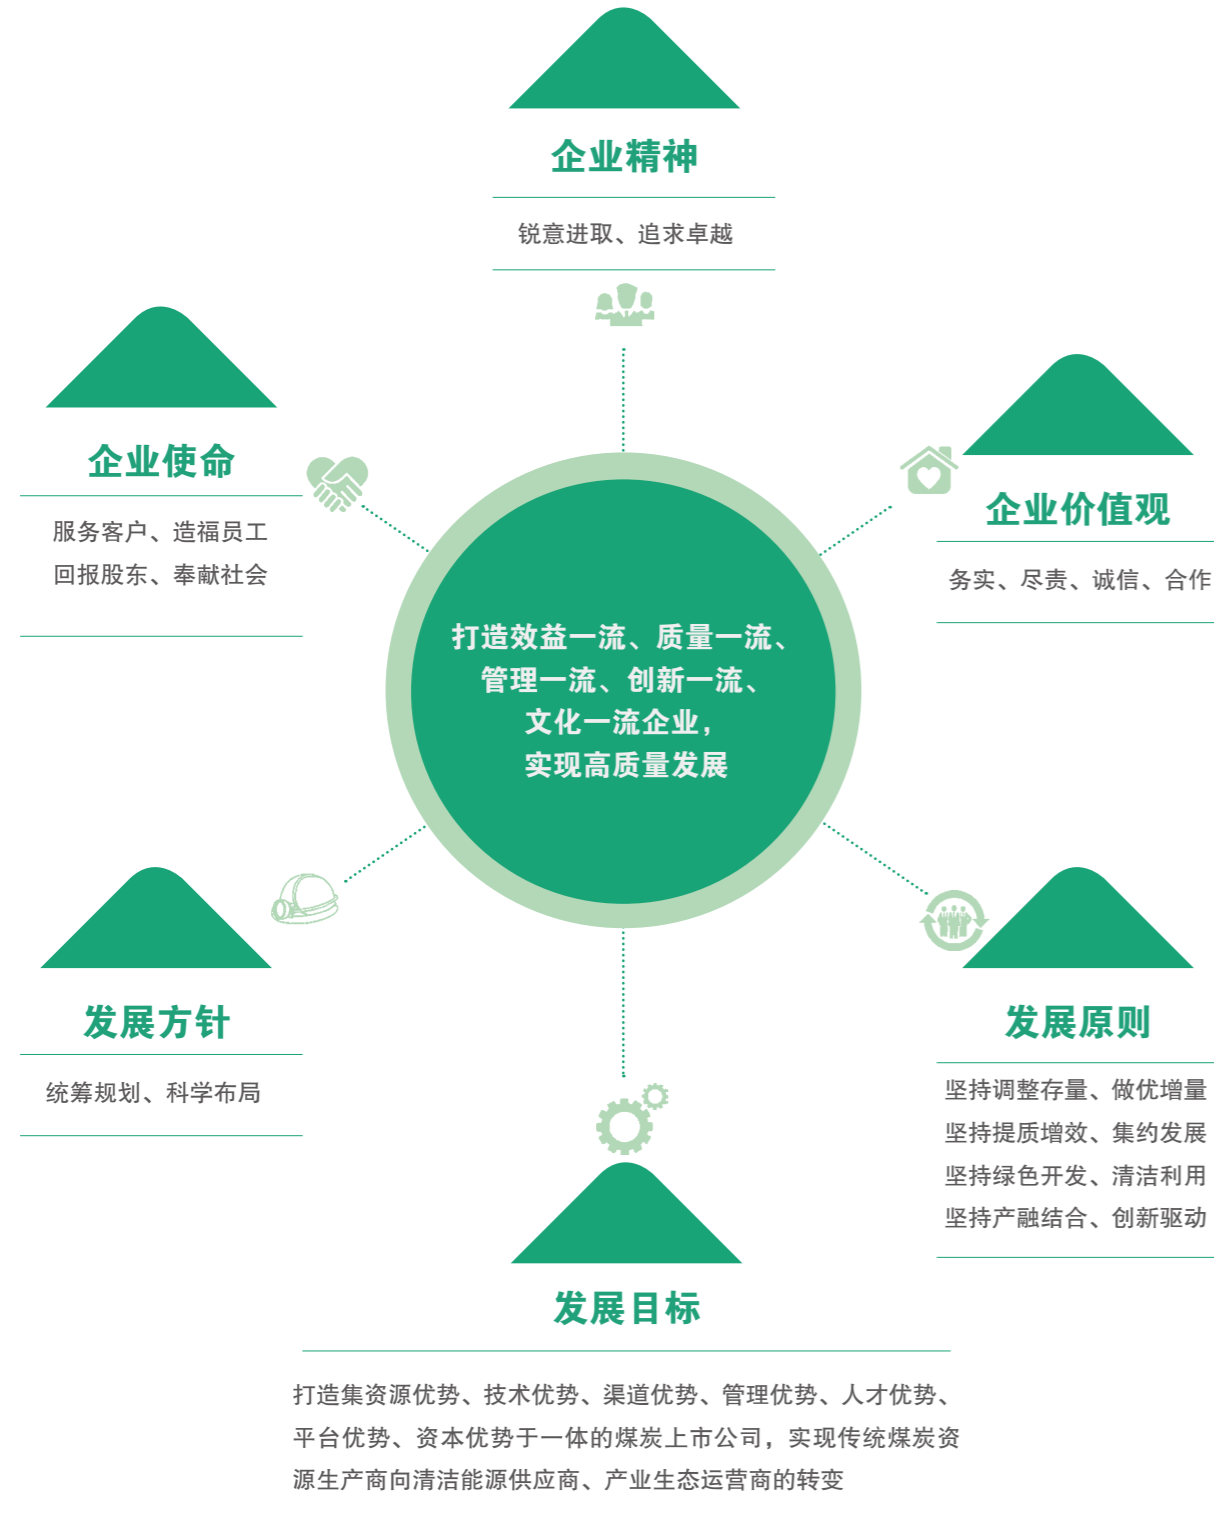 企业精神
锐意进取、追求卓越
企业使命
服务客户、造福员工
回报股东、奉献社会
企业价值观
务实、尽责、诚信、合作
打造效益一流、质量一流、
管理一流、创新一流、
文化一流企业，
实现高质量发展
发展方针
统筹规划、科学布局
发展原则
坚持调整存量、做优增量
坚持提质增效、集约发展
坚持绿色开发、清洁利用
坚持产融结合、创新驱动
发展目标
打造集资源优势、技术优势、渠道优势、管理优势、人才优势、
平台优势、资本优势于一体的煤炭上市公司，实现传统煤炭资
源生产商向清洁能源供应商、产业生态运营商的转变